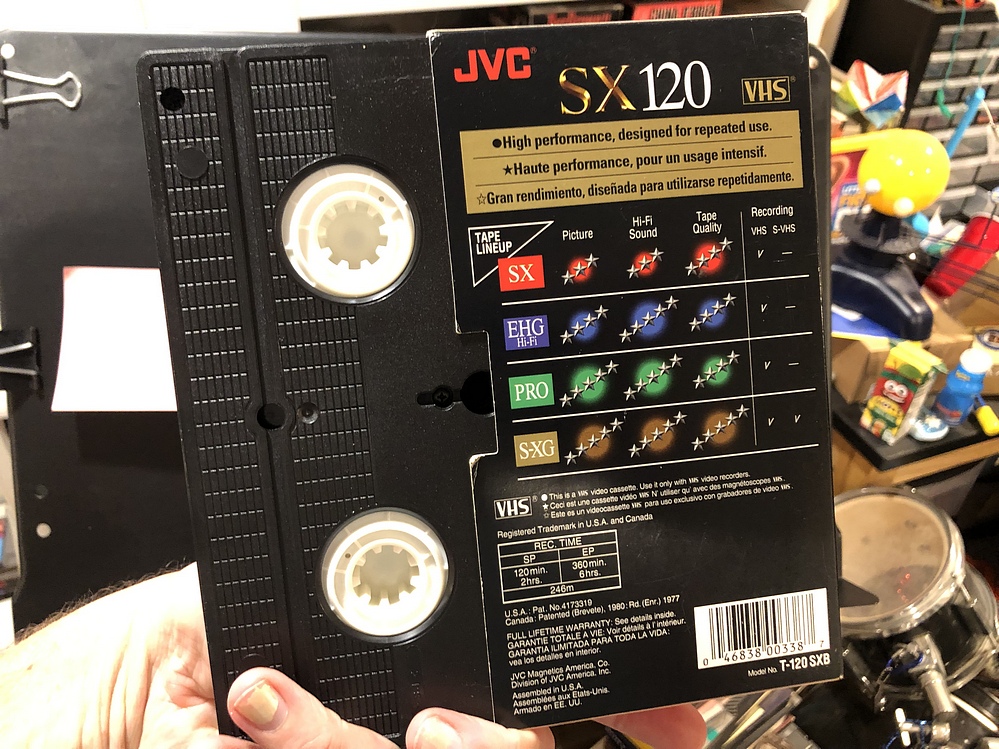 JVC®
SX 120 VHS®
●High performance, designed for repeated use.
★Haute performance, pour un usage intensif.
☆Gran rendimiento, diseñada para utilizarse repetidamente.
TAPE LINEUP
Picture
Hi-Fi Sound
Tape Quality
Recording
VHS S-VHS
SX v —
EHG Hi-Fi v —
PRO v —
S-XG v v
VHS
● This is a VHS video cassette. Use it only with VHS video recorders.
★ Ceci est une cassette vidéo VHS N' utiliser qu' avec des magnétoscopes VHS.
☆ Este es un videocassette VHS para uso exclusivo con grabadores de video VHS.
Registered Trademark in U.S.A. and Canada
REC. TIME
SP EP
120min. 360min.
2hrs. 6hrs.
246m
U.S.A.: Pat. No.4173319
Canada: Patented (Brevete). 1980: Rd. (Enr.) 1977
FULL LIFETIME WARRANTY: See details inside.
GARANTIE TOTALE A VIE: Voir détails à l'intérieur.
GARANTIA ILIMITADA PARA TODA LA VIDA:
vea los detalles en interior.
JVC Magnetics America. Co.
Division of JVC America, Inc.
Assembled in U.S.A.
Assemblées aux Etats-Unis.
Armado en EE. UU.
0 46838 00338 7
Model No. T-120SXB